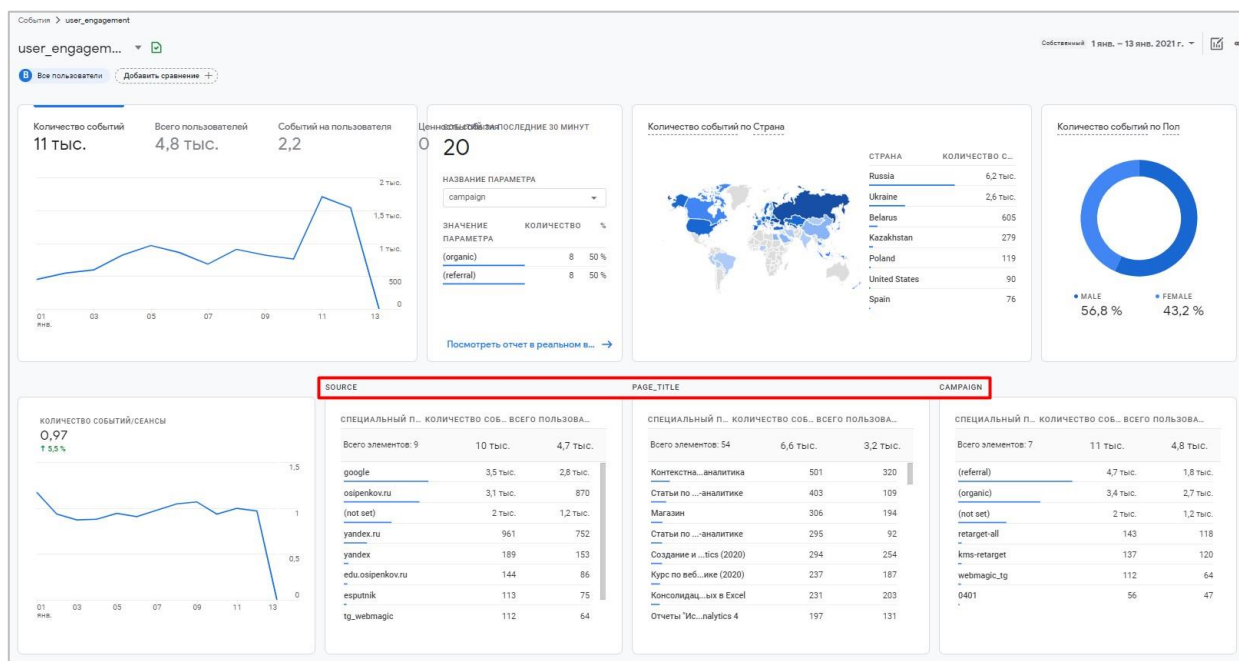 События > user_engagement
user_engagem...
Собственный 1 янв. – 13 янв. 2021 г.
В Все пользователи Добавить сравнение +
Количество событий Всего пользователей Событий на пользователя
11 тыс. 4,8 тыс. 2,2 0
2 тыс.
1,5 тыс.
1 тыс.
500
0
01 03 05 07 09 11 13
янв.
ПОСЛЕДНИЕ 30 МИНУТ
20
НАЗВАНИЕ ПАРАМЕТРА
campaign
ЗНАЧЕНИЕ ПАРАМЕТРА КОЛИЧЕСТВО %
(organic) 8 50 %
(referral) 8 50 %
Посмотреть отчет в реальном в... →
Количество событий по Страна
СТРАНА КОЛИЧЕСТВО С...
Russia 6,2 тыс.
Ukraine 2,6 тыс.
Belarus 605
Kazakhstan 279
Poland 119
United States 90
Spain 76
Количество событий по Пол
MALE FEMALE
56,8 % 43,2 %
SOURCE PAGE_TITLE CAMPAIGN
КОЛИЧЕСТВО СОБЫТИЙ/СЕАНСЫ
0,97
↑ 5,5 %
1,5
1
0,5
0
01 03 05 07 09 11 13
янв.
СПЕЦИАЛЬНЫЙ П... КОЛИЧЕСТВО СОБ... ВСЕГО ПОЛЬЗОВА...
Всего элементов: 9 10 тыс. 4,7 тыс.
google 3,5 тыс. 2,8 тыс.
osipenkov.ru 3,1 тыс. 870
(not set) 2 тыс. 1,2 тыс.
yandex.ru 961 752
yandex 189 153
edu.osipenkov.ru 144 86
esputnik 113 75
tg_webmagic 112 64
СПЕЦИАЛЬНЫЙ П... КОЛИЧЕСТВО СОБ... ВСЕГО ПОЛЬЗОВА...
Всего элементов: 54 6,6 тыс. 3,2 тыс.
Контекстна...аналитика 501 320
Статьи по ...-аналитике 403 109
Магазин 306 194
Статьи по ...-аналитике 295 92
Создание и ...tics (2020) 294 254
Курс по веб...ике (2020) 237 187
Консолидац...ых в Excel 231 203
Отчеты "Ис...nalytics 4 197 131
СПЕЦИАЛЬНЫЙ П... КОЛИЧЕСТВО СОБ... ВСЕГО ПОЛЬЗОВА...
Всего элементов: 7 11 тыс. 4,8 тыс.
(referral) 4,7 тыс. 1,8 тыс.
(organic) 3,4 тыс. 2,7 тыс.
(not set) 2 тыс. 1,2 тыс.
retarget-all 143 118
kms-retarget 137 120
webmagic_tg 112 64
0401 56 47